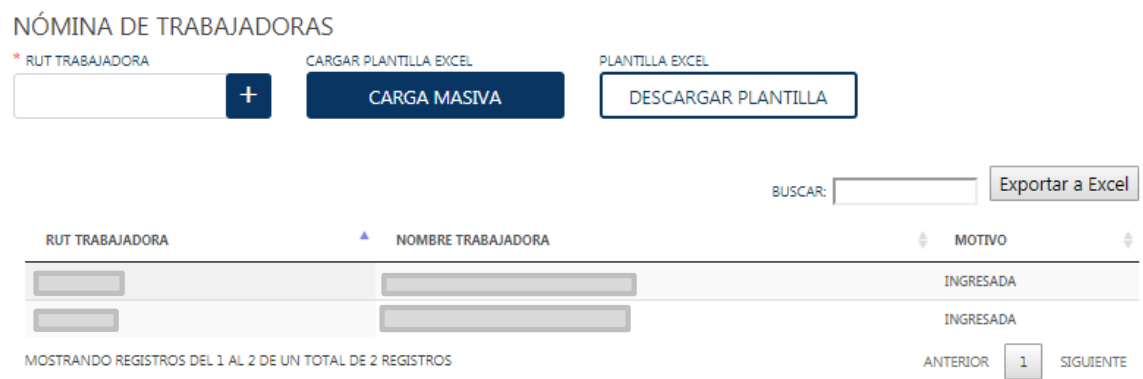 NÓMINA DE TRABAJADORAS
* RUT TRABAJADORA CARGAR PLANTILLA EXCEL PLANTILLA EXCEL
+ CARGA MASIVA DESCARGAR PLANTILLA
BUSCAR: Exportar a Excel
RUT TRABAJADORA NOMBRE TRABAJADORA MOTIVO
INGRESADA
INGRESADA
MOSTRANDO REGISTROS DEL 1 AL 2 DE UN TOTAL DE 2 REGISTROS ANTERIOR 1 SIGUIENTE